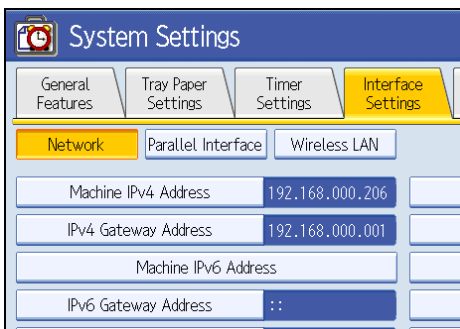 System Settings
General Features
Tray Paper Settings
Timer Settings
Interface Settings
Network
Parallel Interface
Wireless LAN
Machine IPv4 Address 192.168.000.206
IPv4 Gateway Address 192.168.000.001
Machine IPv6 Address
IPv6 Gateway Address ::